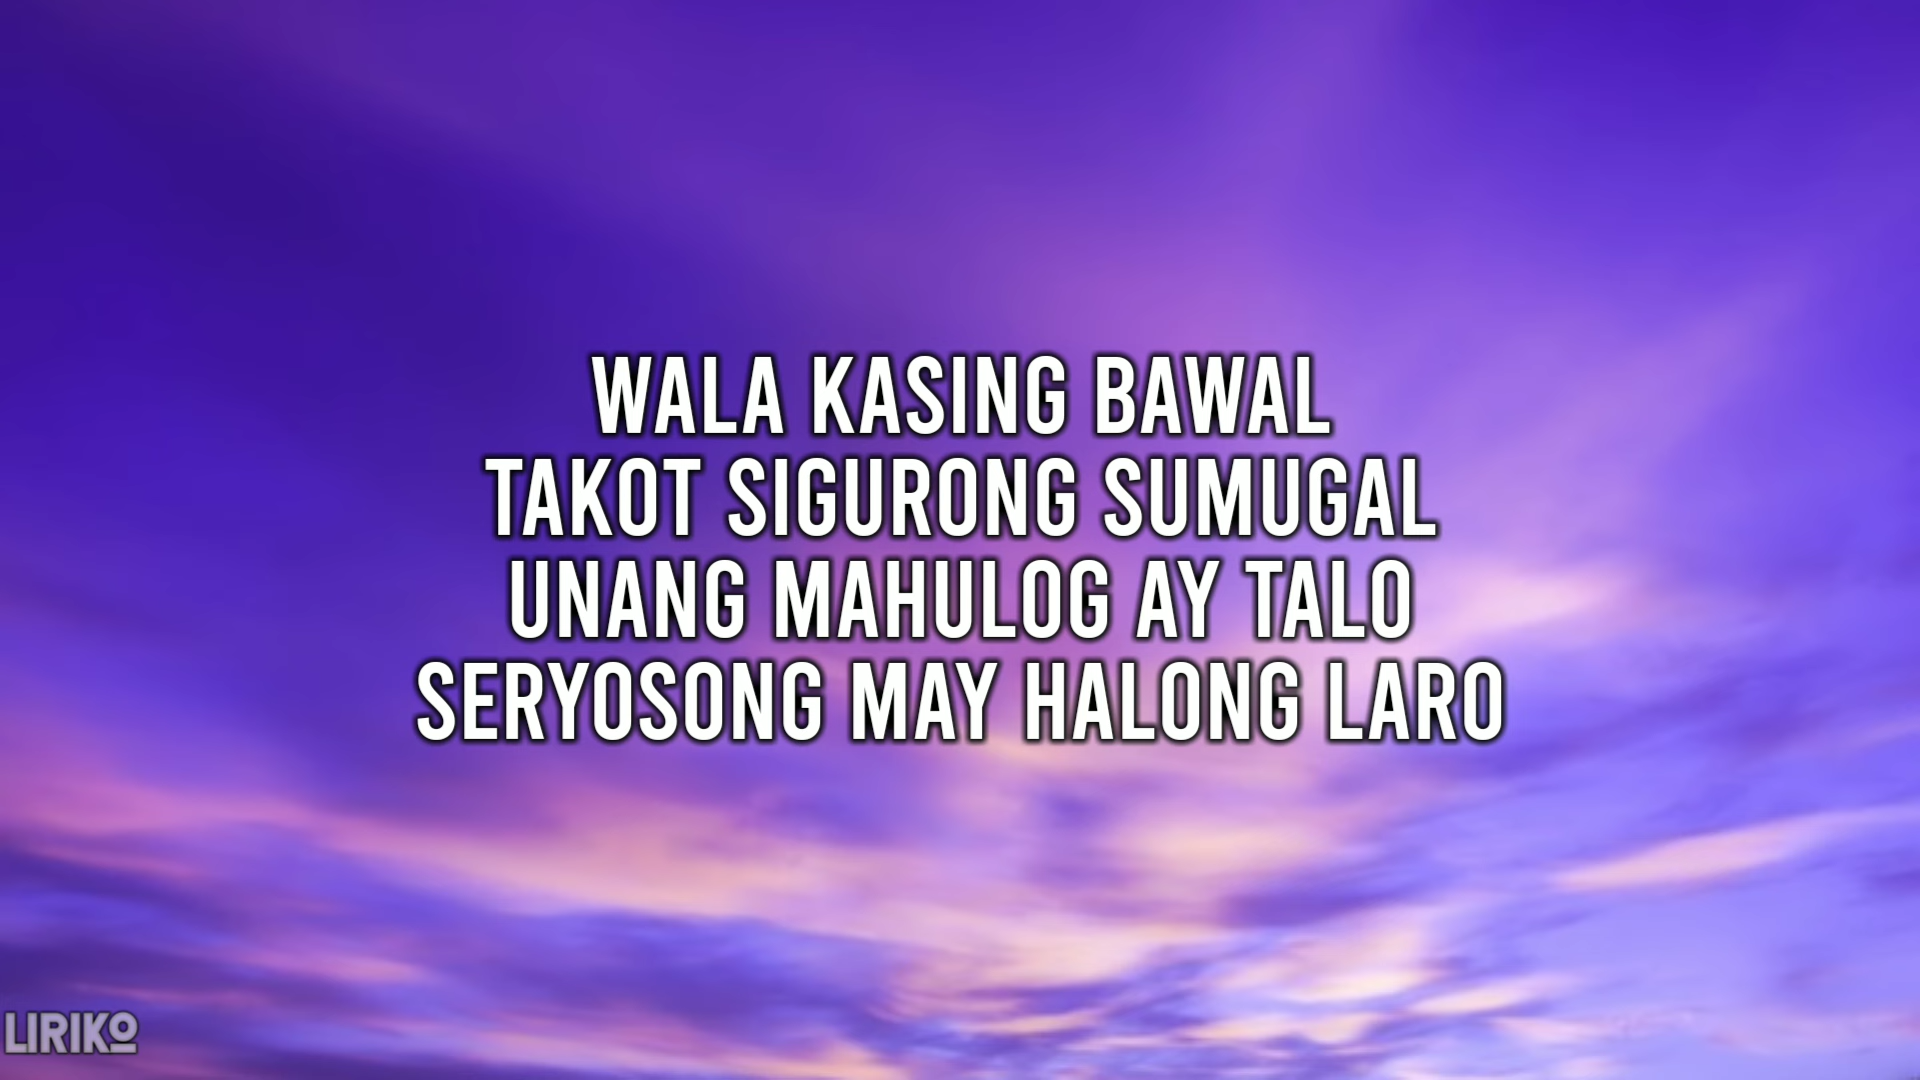 WALA KASING BAWAL
TAKOT SIGURONG SUMUGAL
UNANG MAHULOG AY TALO
SERYOSONG MAY HALONG LARO
LIRIKO